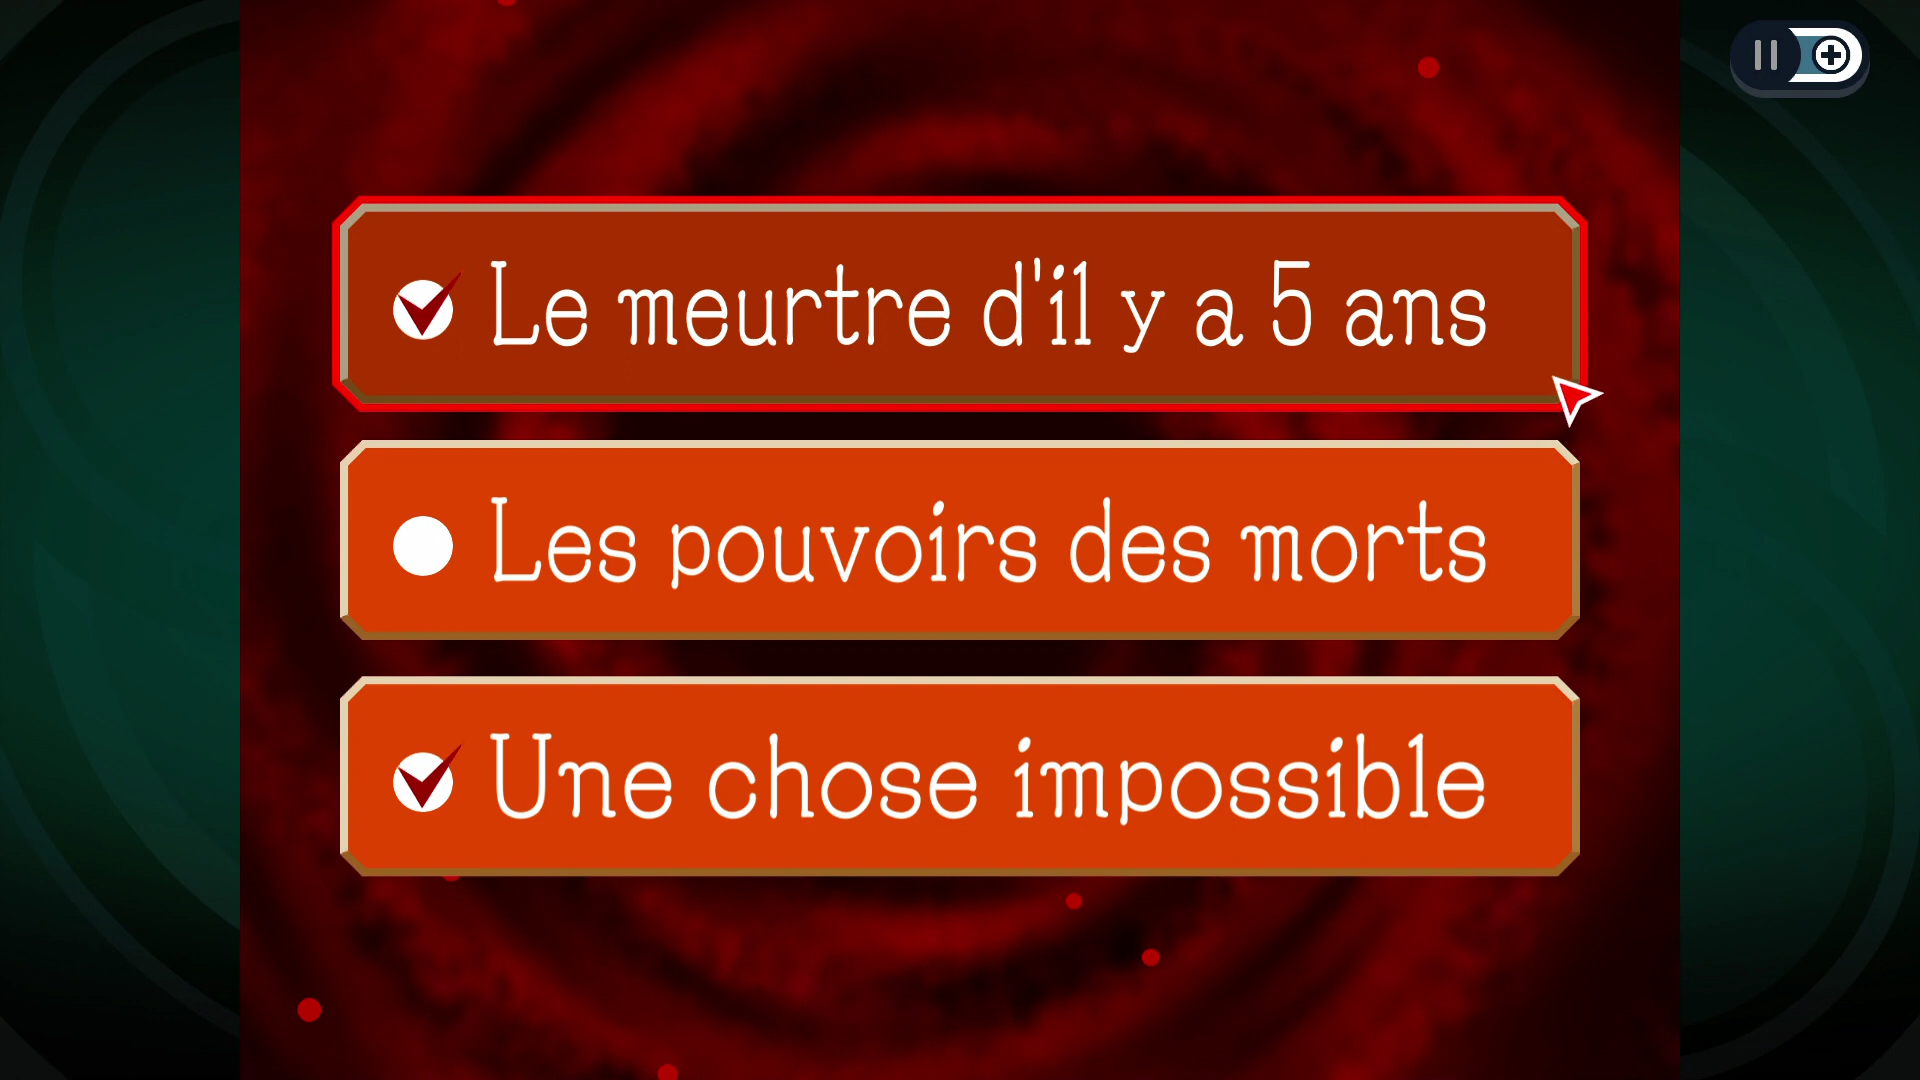 Le meurtre d'il y a 5 ans
Les pouvoirs des morts
Une chose impossible